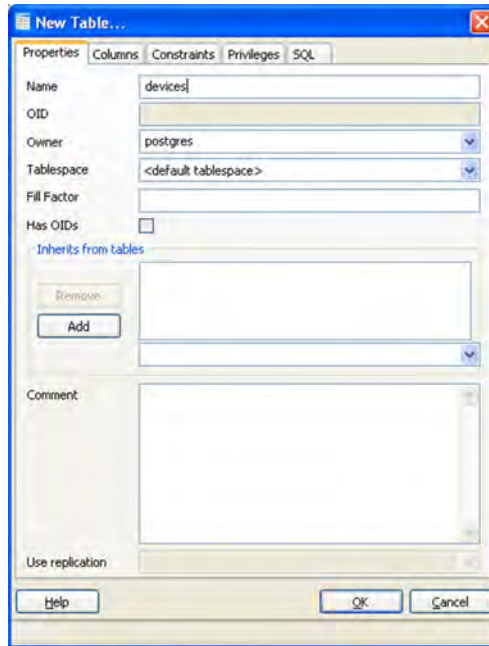 New Table...
Properties Columns Constraints Privileges SQL
Name devices
OID
Owner postgres
Tablespace <default tablespace>
Fill Factor
Has OIDs
Inherits from tables
Remove
Add
Comment
Use replication
Help OK Cancel